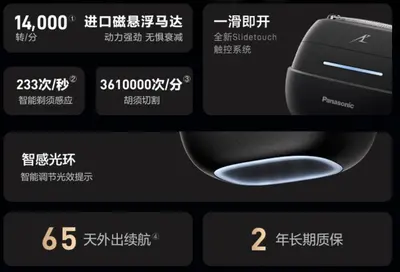 14,000①
转/分
进口磁悬浮马达
动力强劲 无惧衰减
一滑即开
全新Slidetouch
触控系统
233次/秒②
智能剃须感应
3610000次/分③
胡须切割
Panasonic
智感光环
智能调节光效提示
65 天外出续航④
2 年长期质保